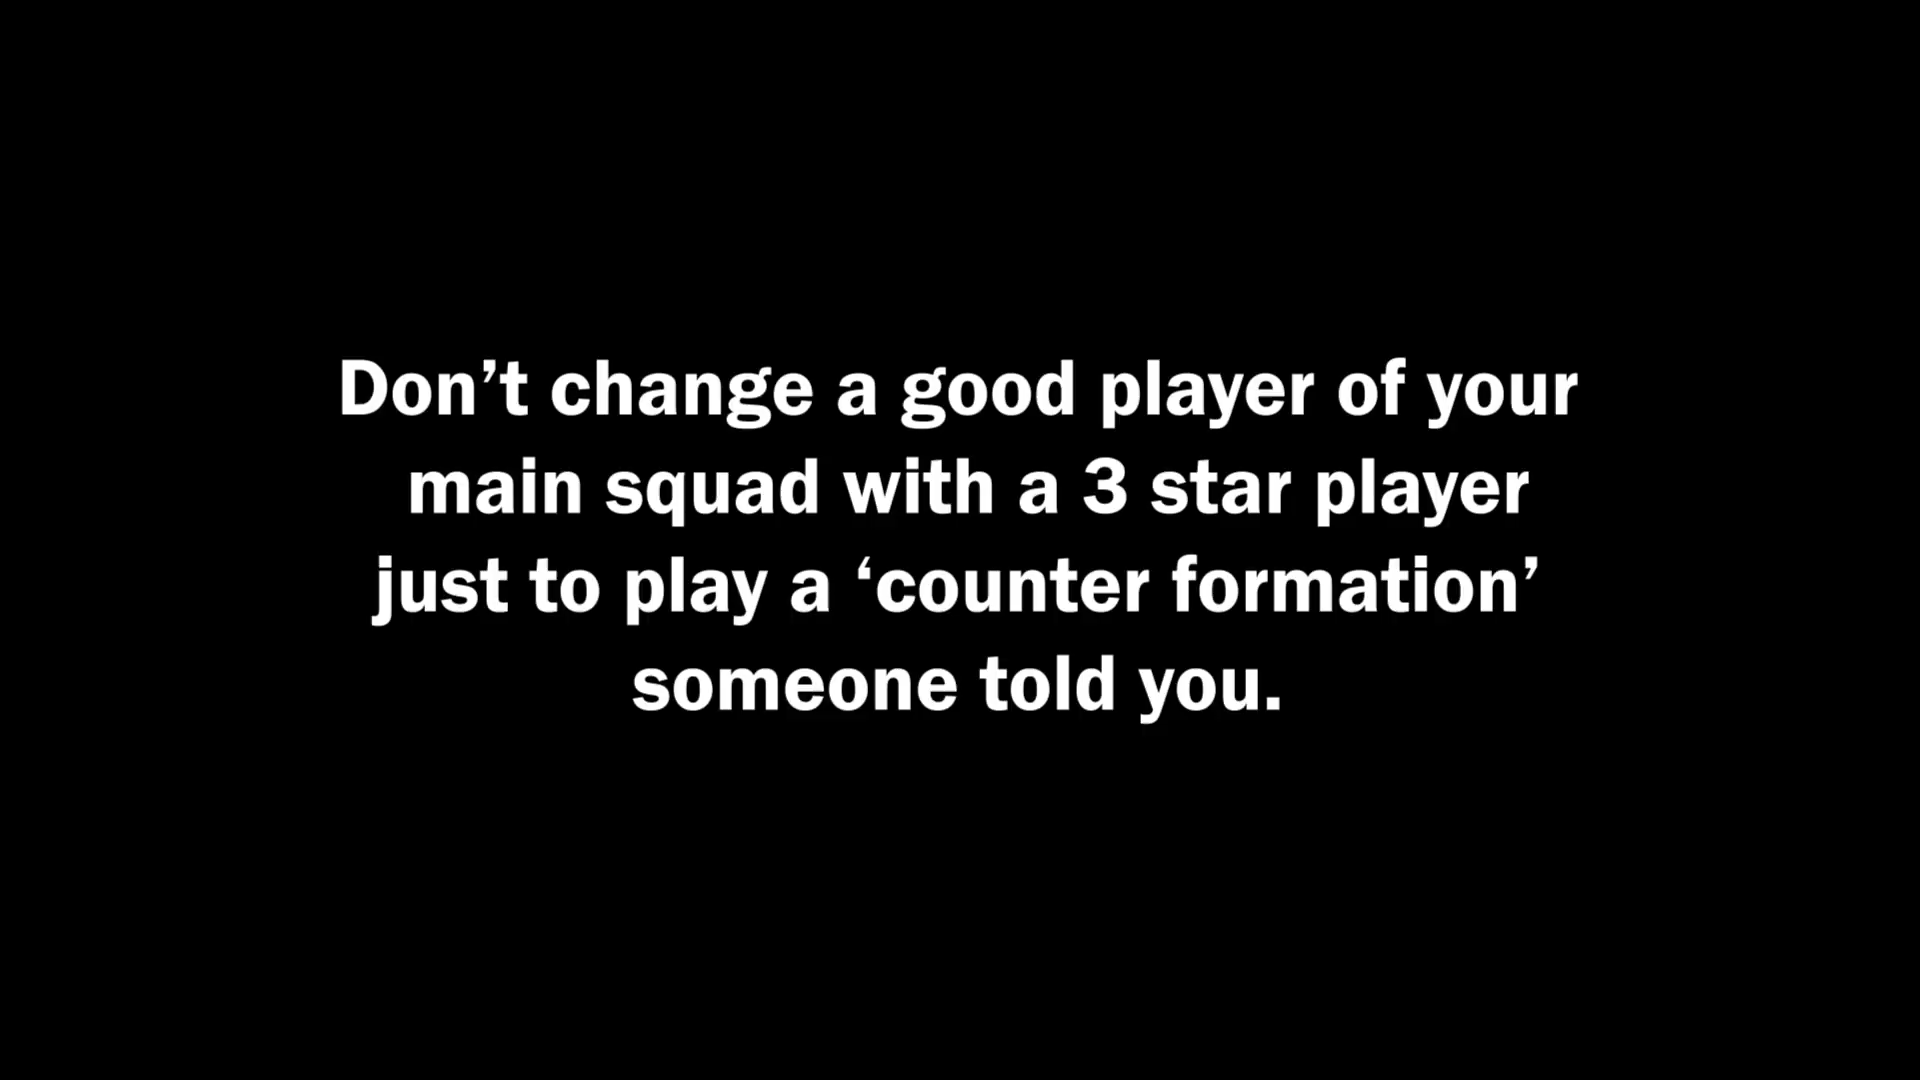 Don’t change a good player of your
main squad with a 3 star player
just to play a ‘counter formation’
someone told you.